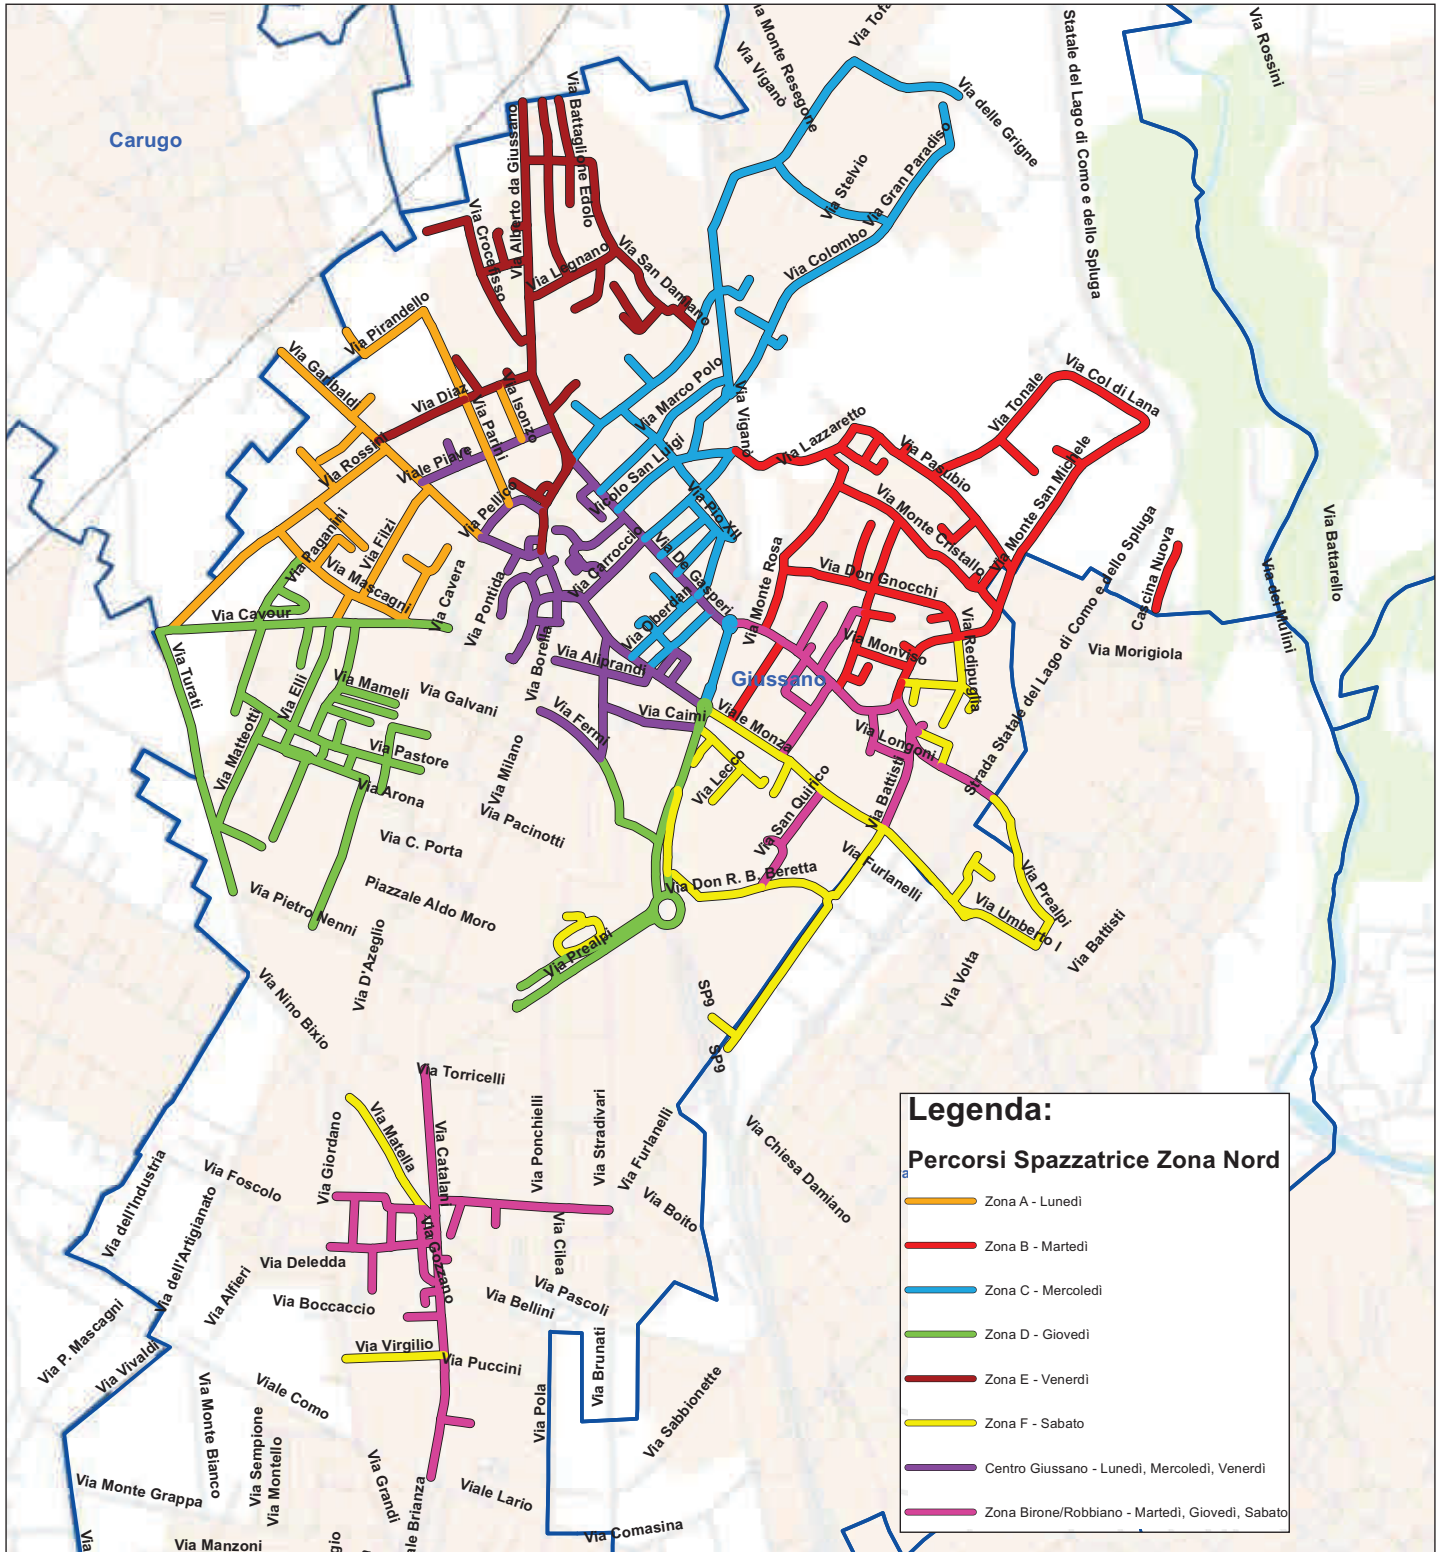 Via Monte Resegone
Via Viganò
Via Rossini
Statale del Lago di Como e dello Spluga
Via delle Grigne
Carugo
Via Battaglione Edolo
Via Alberto da Giussano
Via Crocefisso
Via Legnano
Via San Damiano
Via Stelvio
Via Gran Paradiso
Via Colombo
Via Pirandello
Via Garibaldi
Via Diaz
Via Isonzo
Via Parini
Via Rossini
Viale Piave
Via Marco Polo
Via Viganò
Vicolo San Luigi
Via Lazzaretto
Via Tonale
Via Col di Lana
Via Pasubio
Via Monte San Michele
Via Monte Cristallo
Via Pellico
Via Pio XII
Via Paganini
Via Filzi
Via Mascagni
Via Cavera
Via Pontida
Via Carroccio
Via De Gasperi
Via Oberdan
Via Monte Rosa
Via Don Gnocchi
Via Monviso
Via Redipuglia
Strada Statale del Lago di Como e dello Spluga
Cascina Nuova
Via Morigiola
Via dei Mulini
Via Battarello
Via Cavour
Via Turati
Via Elli
Via Mameli
Via Galvani
Via Borella
Via Aliprandi
Via Caimi
Via Fermi
Giussano
Viale Monza
Via Longoni
Via Matteotti
Via Pastore
Via Arona
Via Milano
Via Pacinotti
Via Lecco
Via San Quirico
Via Battisti
Via C. Porta
Piazzale Aldo Moro
Via Pietro Nenni
Via D'Azeglio
Via Nino Bixio
Via Don R. B. Beretta
Via Furlanelli
Via Umberto I
Via Prealpi
Via Battisti
Via Volta
Via Prealpi
SP9
SP9
Via Torricelli
Via Matella
Via Giordano
Via Catalani
Via Ponchielli
Via Stradivari
Via Furlanelli
Via Chiesa Damiano
Via Boito
Via Foscolo
Via dell'Industria
Via dell'Artigianato
Via Gozzano
Via Cilea
Via Deledda
Via Alfieri
Via Boccaccio
Via Bellini
Via Pascoli
Via Virgilio
Via Puccini
Via Brunati
Via Pola
Via Sabbionette
Via P. Mascagni
Via Vivaldi
Viale Como
Via Monte Bianco
Via Sempione
Via Montello
Via Monte Grappa
Via Grandi
Viale Lario
Via Comasina
Via Manzoni
Legenda:
Percorsi Spazzatrice Zona Nord
Zona A - Lunedì
Zona B - Martedì
Zona C - Mercoledì
Zona D - Giovedì
Zona E - Venerdì
Zona F - Sabato
Centro Giussano - Lunedì, Mercoledì, Venerdì
Zona Birone/Robbiano - Martedì, Giovedì, Sabato